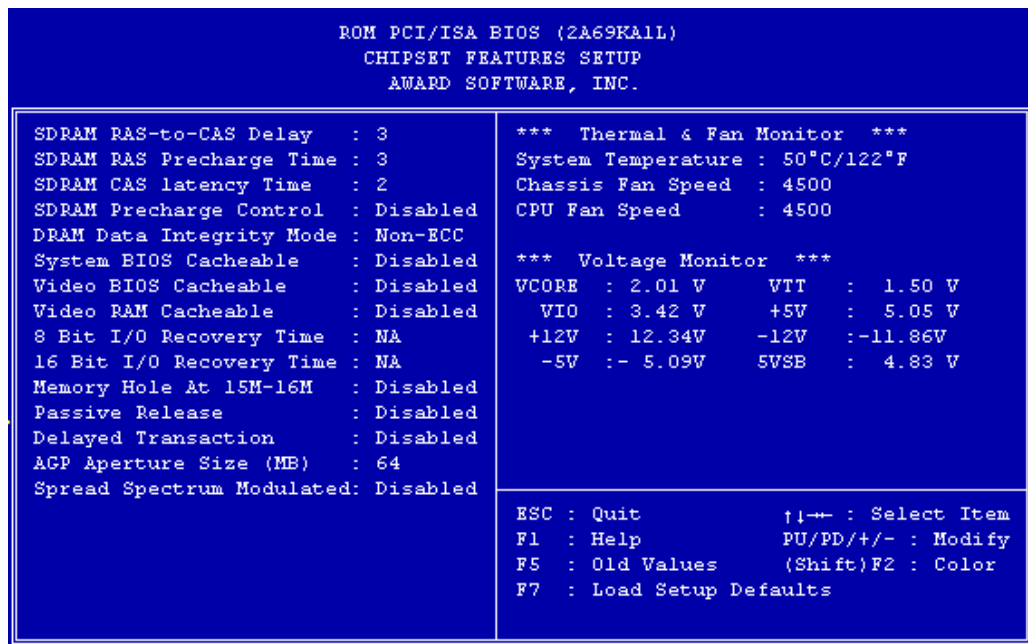 ROM PCI/ISA BIOS (2A69KA1L)
CHIPSET FEATURES SETUP
AWARD SOFTWARE, INC.
SDRAM RAS-to-CAS Delay : 3
SDRAM RAS Precharge Time : 3
SDRAM CAS latency Time : 2
SDRAM Precharge Control : Disabled
DRAM Data Integrity Mode : Non-ECC
System BIOS Cacheable : Disabled
Video BIOS Cacheable : Disabled
Video RAM Cacheable : Disabled
8 Bit I/O Recovery Time : NA
16 Bit I/O Recovery Time : NA
Memory Hole At 15M-16M : Disabled
Passive Release : Disabled
Delayed Transaction : Disabled
AGP Aperture Size (MB) : 64
Spread Spectrum Modulated: Disabled
*** Thermal & Fan Monitor ***
System Temperature : 50°C/122°F
Chassis Fan Speed : 4500
CPU Fan Speed : 4500
*** Voltage Monitor ***
VCORE : 2.01 V VTT : 1.50 V
VIO : 3.42 V +5V : 5.05 V
+12V : 12.34V -12V :-11.86V
-5V :- 5.09V 5VSB : 4.83 V
ESC : Quit ↑↓→← : Select Item
F1 : Help PU/PD/+/- : Modify
F5 : Old Values (Shift)F2 : Color
F7 : Load Setup Defaults